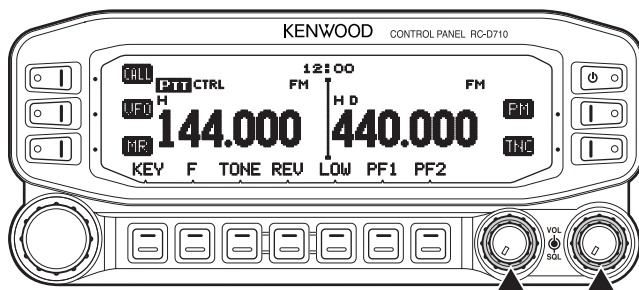 KENWOOD CONTROL PANEL RC-D710
12:00
CALL PTT CTRL FM FM
H H D
VFO 144.000 440.000 PM
MR TNC
KEY F TONE REV LOW PF1 PF2
VOL
SQL